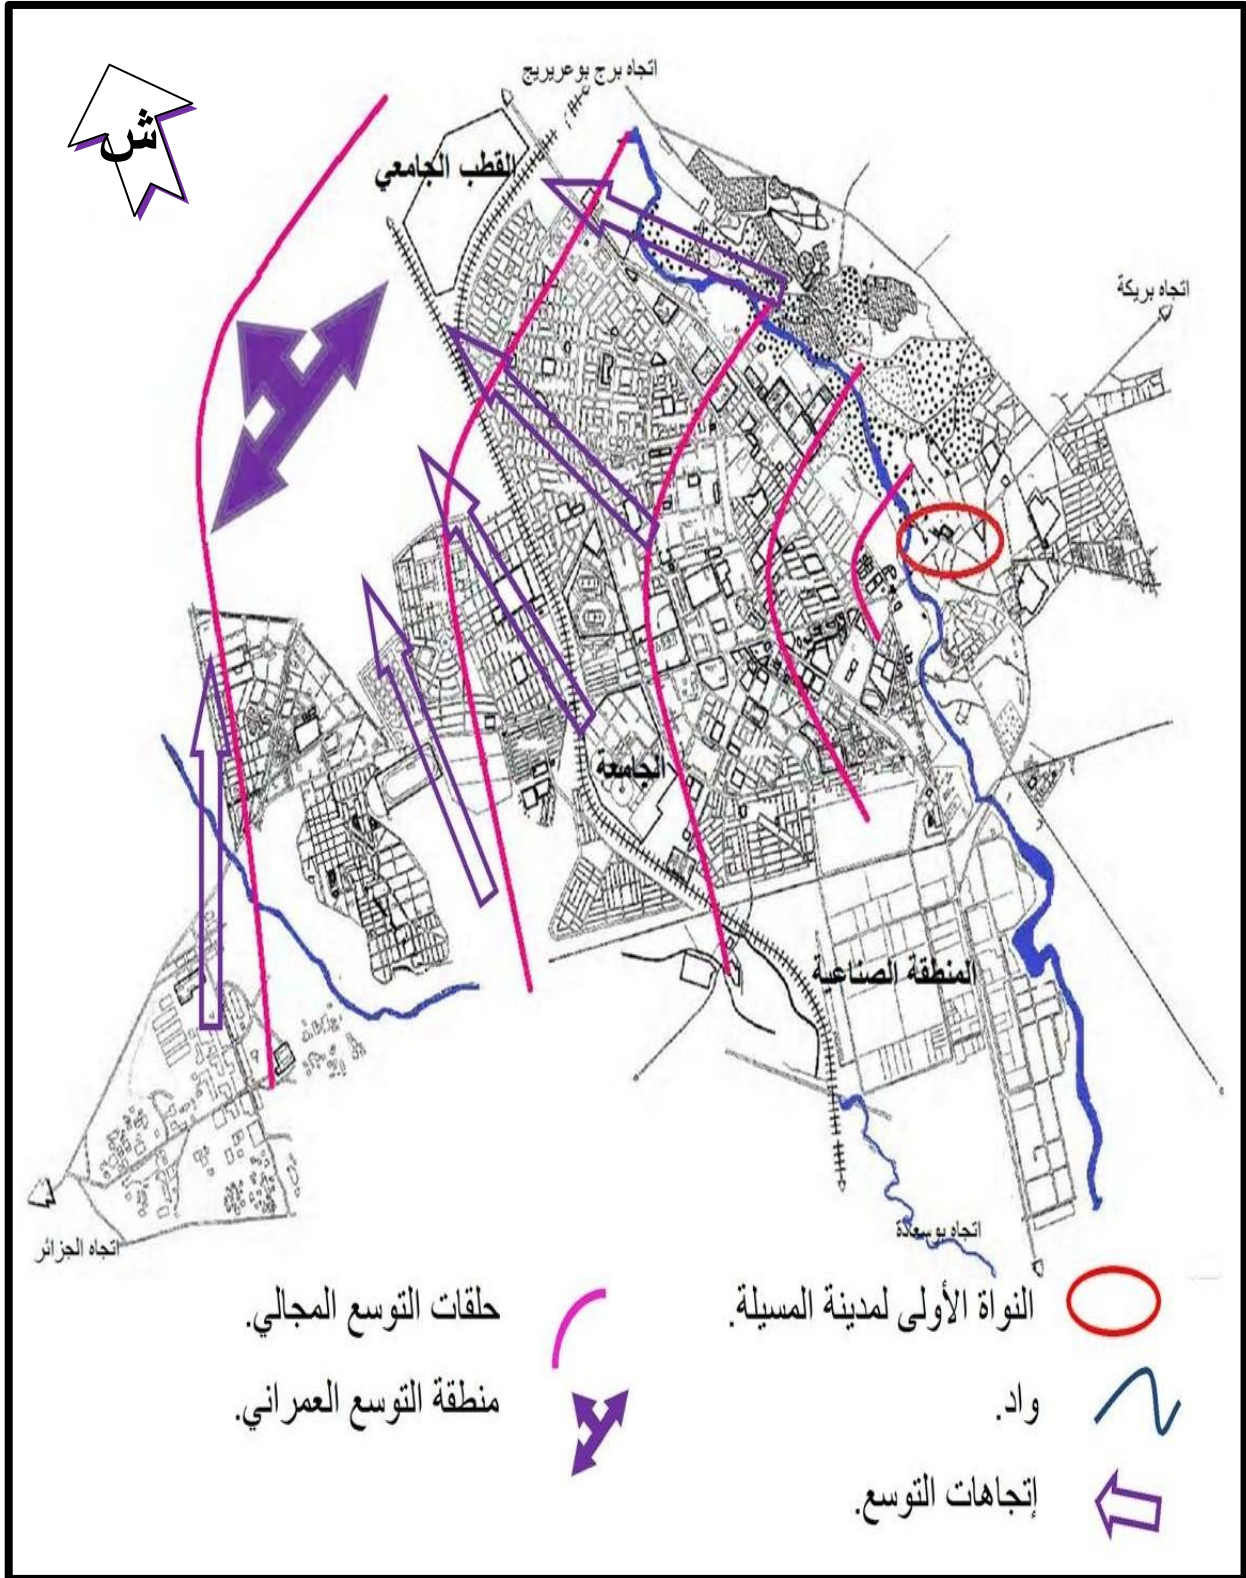 اتجاه برج بوعريريج
ش
القطب الجامعي
اتجاه بريكة
الجامعة
المنطقة الصناعية
اتجاه بوسعادة
اتجاه الجزائر
النواة الأولى لمدينة المسيلة.
حلقات التوسع المجالي.
واد.
منطقة التوسع العمراني.
إتجاهات التوسع.